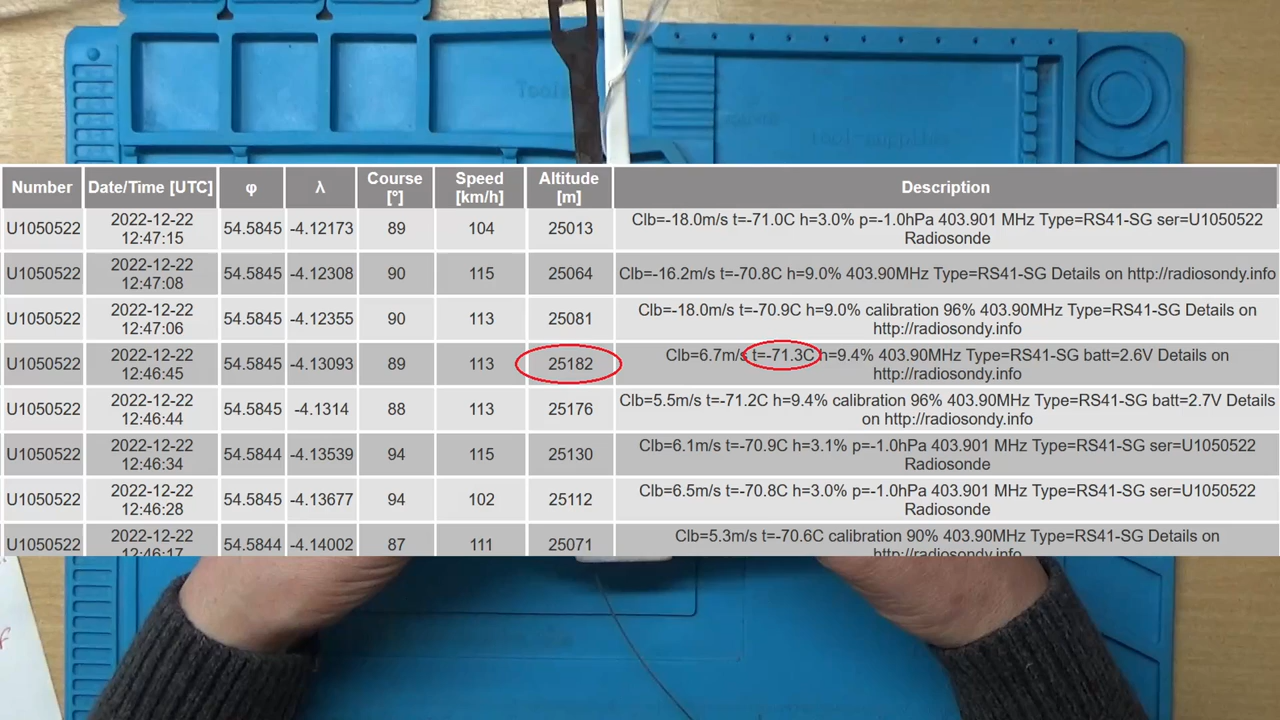 Number Date/Time [UTC] φ λ Course [°] Speed [km/h] Altitude [m] Description
U1050522 2022-12-22 12:47:15 54.5845 -4.12173 89 104 25013 Clb=-18.0m/s t=-71.0C h=3.0% p=-1.0hPa 403.901 MHz Type=RS41-SG ser=U1050522 Radiosonde
U1050522 2022-12-22 12:47:08 54.5845 -4.12308 90 115 25064 Clb=-16.2m/s t=-70.8C h=9.0% 403.90MHz Type=RS41-SG Details on http://radiosondy.info
U1050522 2022-12-22 12:47:06 54.5845 -4.12355 90 113 25081 Clb=-18.0m/s t=-70.9C h=9.0% calibration 96% 403.90MHz Type=RS41-SG Details on http://radiosondy.info
U1050522 2022-12-22 12:46:45 54.5845 -4.13093 89 113 25182 Clb=6.7m/s t=-71.3C h=9.4% 403.90MHz Type=RS41-SG batt=2.6V Details on http://radiosondy.info
U1050522 2022-12-22 12:46:44 54.5845 -4.1314 88 113 25176 Clb=5.5m/s t=-71.2C h=9.4% calibration 96% 403.90MHz Type=RS41-SG batt=2.7V Details on http://radiosondy.info
U1050522 2022-12-22 12:46:34 54.5844 -4.13539 94 115 25130 Clb=6.1m/s t=-70.9C h=3.1% p=-1.0hPa 403.901 MHz Type=RS41-SG ser=U1050522 Radiosonde
U1050522 2022-12-22 12:46:28 54.5845 -4.13677 94 102 25112 Clb=6.5m/s t=-70.8C h=3.0% p=-1.0hPa 403.901 MHz Type=RS41-SG ser=U1050522 Radiosonde
U1050522 2022-12-22 12:46:17 54.5844 -4.14002 87 111 25071 Clb=5.3m/s t=-70.6C calibration 90% 403.90MHz Type=RS41-SG Details on http://radiosondy.info